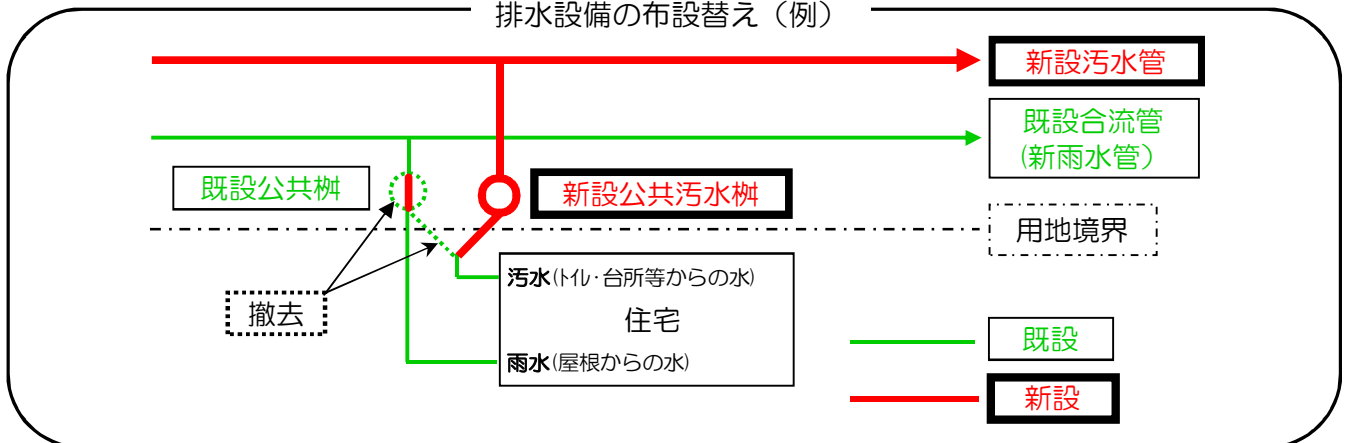 排水設備の布設替え（例）
新設汚水管
既設合流管
(新雨水管）
既設公共桝
新設公共汚水桝
用地境界
汚水(ﾄｲﾚ・台所等からの水)
撤去
住宅
既設
雨水(屋根からの水)
新設